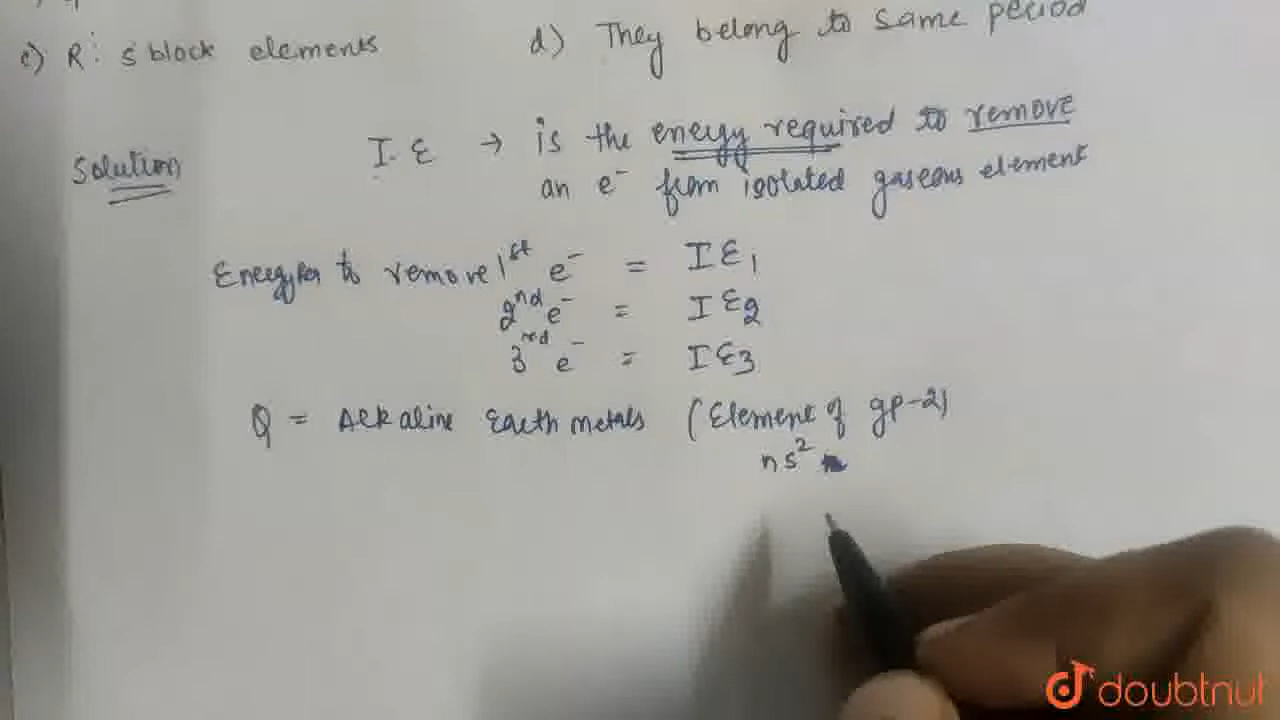 c) R: s block elements
d) They belong to same period
Solution
I.E → is the energy required to remove
an e⁻ from isolated gaseous element
to remove 1st e⁻ = IE₁
2nd e⁻ = IE₂
3rd e⁻ = IE₃
Q = Alkaline Earth metals (Element of gp-2)
ns²
doubtnut